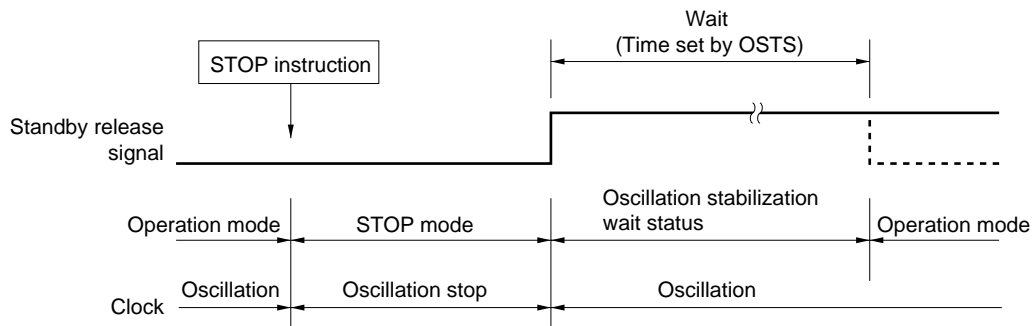 Wait
(Time set by OSTS)
STOP instruction
Standby release
signal
Operation mode
STOP mode
Oscillation stabilization
wait status
Operation mode
Clock
Oscillation
Oscillation stop
Oscillation